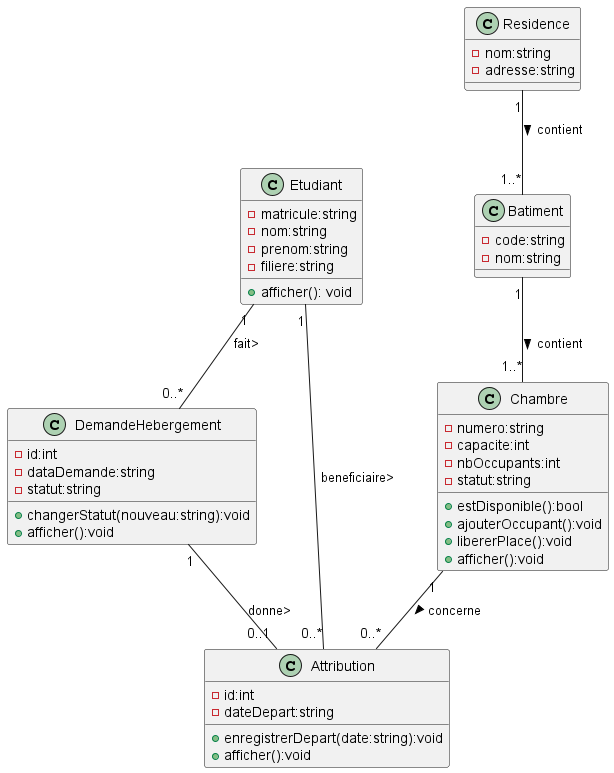 C Residence
nom:string
adresse:string
1
contient
1..*
C Batiment
code:string
nom:string
1
contient
1..*
C Etudiant
matricule:string
nom:string
prenom:string
filiere:string
afficher(): void
1
1
fait>
0..*
beneficiaire>
C Chambre
numero:string
capacite:int
nbOccupants:int
statut:string
estDisponible():bool
ajouterOccupant():void
libererPlace():void
afficher():void
C DemandeHebergement
id:int
dataDemande:string
statut:string
changerStatut(nouveau:string):void
afficher():void
1
donne>
0..1
0..*
1
concerne
0..*
C Attribution
id:int
dateDepart:string
enregistrerDepart(date:string):void
afficher():void